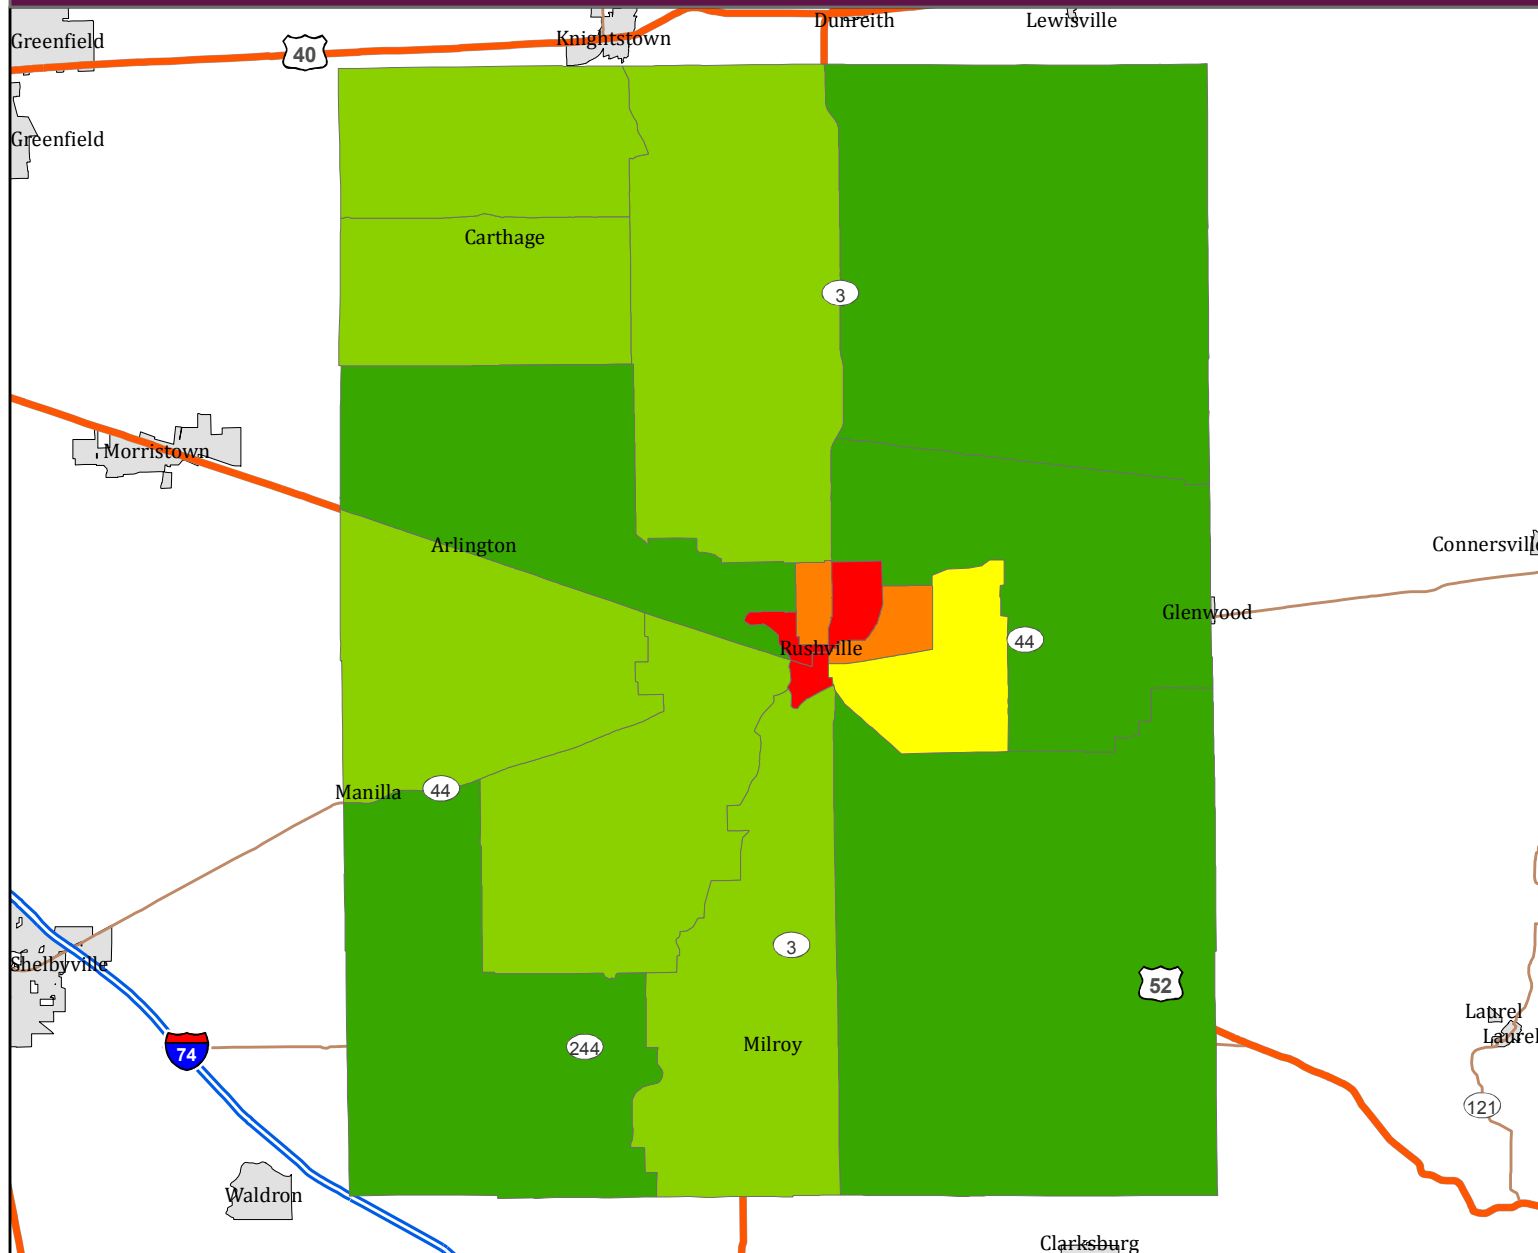 Dunreith
Lewisville
Greenfield
Knightstown
40
Greenfield
Carthage
3
Morristown
Arlington
Connersville
Glenwood
44
Rushville
Manilla
44
3
Shelbyville
52
Laurel
Laurel
Milroy
244
74
121
Waldron
Clarksburg